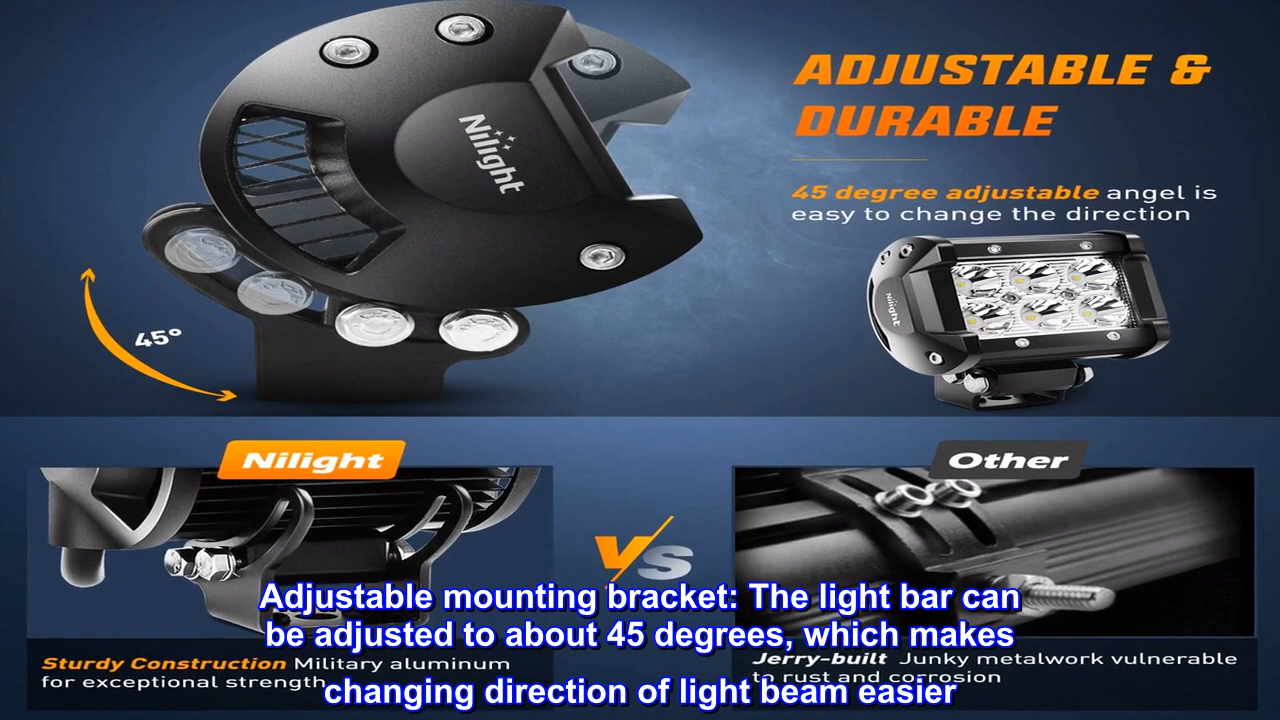 Nilight
ADJUSTABLE &
DURABLE
45 degree adjustable angel is
easy to change the direction
Nilight
45°
Nilight
Other
VS
Sturdy Construction Military aluminum
for exceptional strength
Jerry-built Junky metalwork vulnerable
to rust and corrosion
Adjustable mounting bracket: The light bar can
be adjusted to about 45 degrees, which makes
changing direction of light beam easier